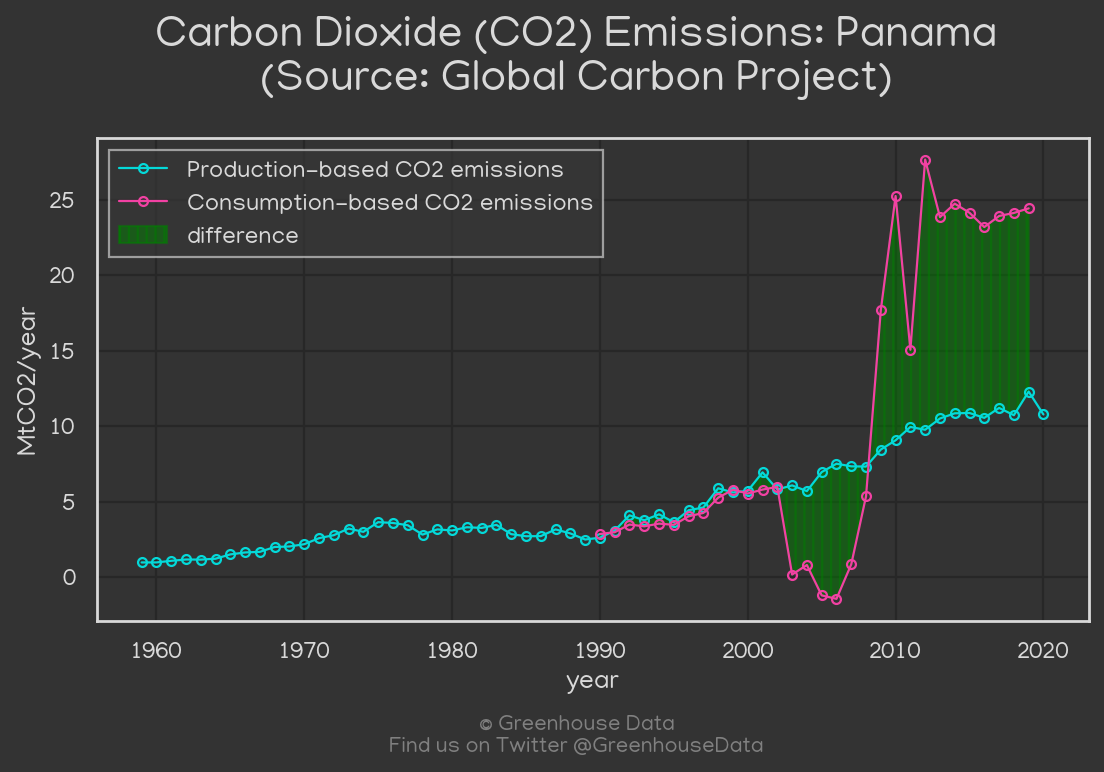 Carbon Dioxide (CO2) Emissions: Panama
(Source: Global Carbon Project)
Production-based CO2 emissions
Consumption-based CO2 emissions
difference
25
20
15
10
5
0
MtCO2/year
1960 1970 1980 1990 2000 2010 2020
year
© Greenhouse Data
Find us on Twitter @GreenhouseData